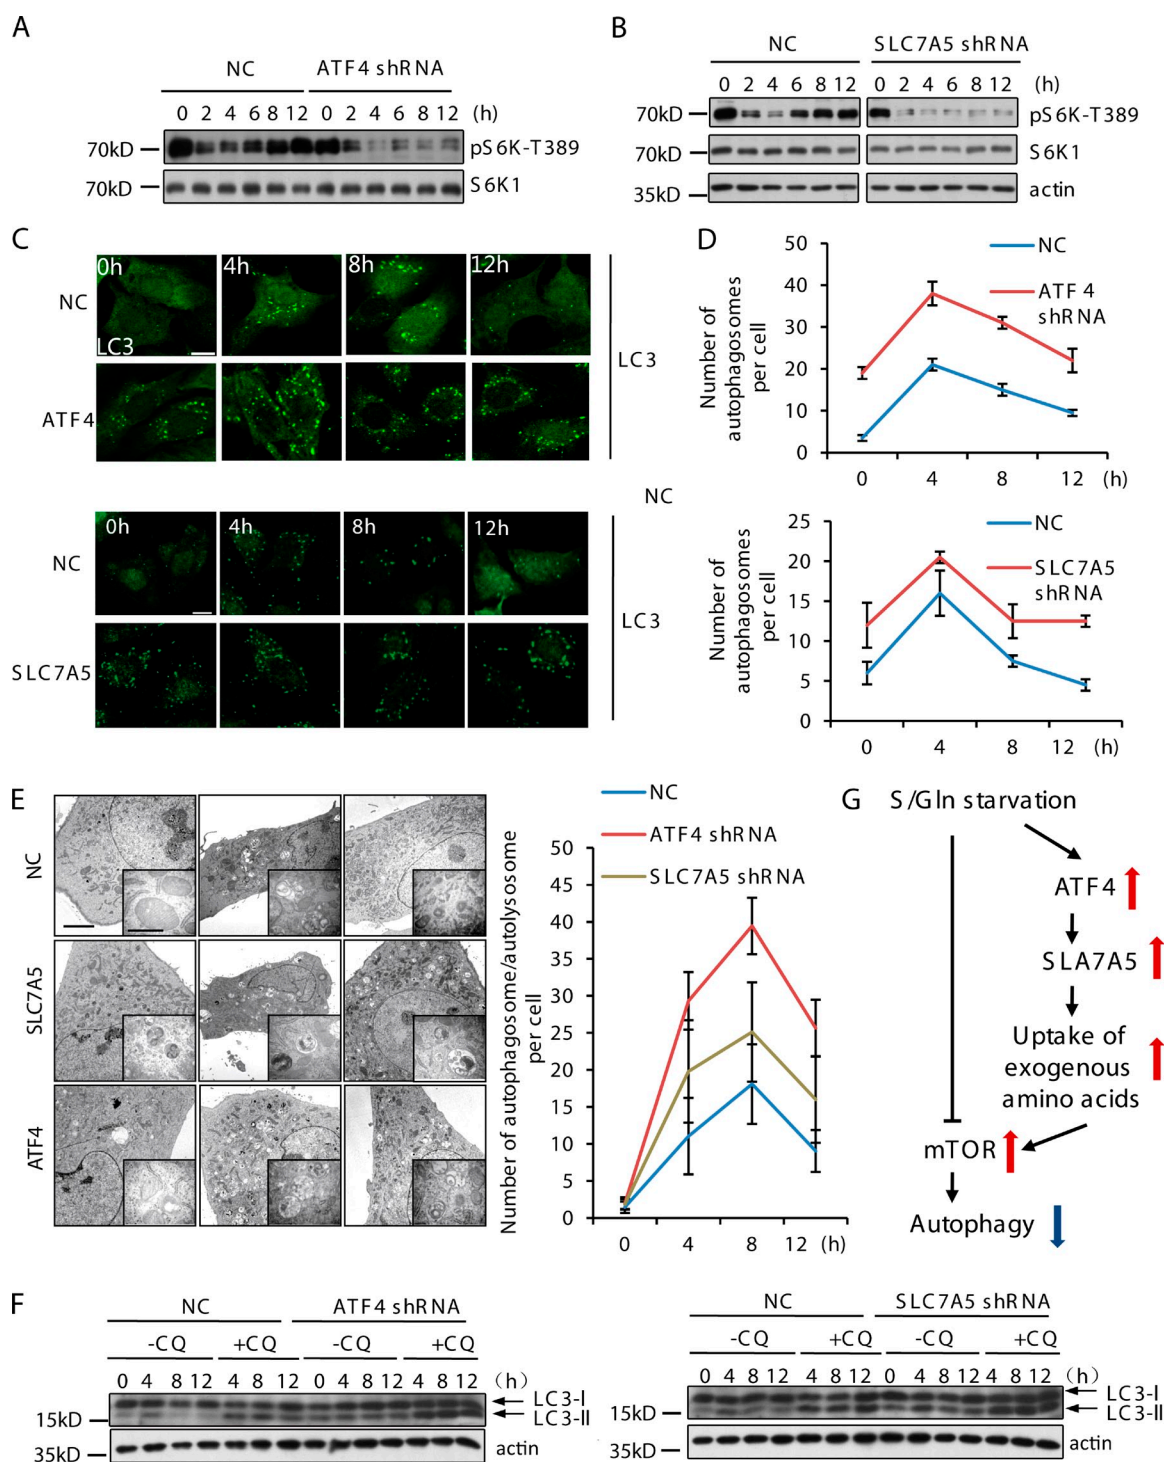 A
NC ATF4 shRNA
0 2 4 6 8 12 0 2 4 6 8 12 (h)
70kD pS6K-T389
70kD S6K1
B
NC SLC7A5 shRNA
0 2 4 6 8 12 0 2 4 6 8 12 (h)
70kD pS6K-T389
70kD S6K1
35kD actin
C
0h 4h 8h 12h
NC
LC3
LC3
ATF4
NC
0h 4h 8h 12h
NC
LC3
SLC7A5
D
50
40
30
20
10
0
0 4 8 12 (h)
Number of
autophagosomes
per cell
NC
ATF 4
shRNA
25
20
15
10
5
0
0 4 8 12 (h)
Number of
autophagosomes
per cell
NC
SLC7A5
shRNA
E
NC
SLC7A5
ATF4
NC
ATF4 shRNA
SLC7A5 shRNA
Number of autophagosome/autolysosome
per cell
50
45
40
35
30
25
20
15
10
5
0
0 4 8 12 (h)
G S/Gln starvation
ATF4
SLA7A5
Uptake of
exogenous
amino acids
mTOR
Autophagy
F
NC ATF4 shRNA
-CQ +CQ -CQ +CQ
0 4 8 12 4 8 12 0 4 8 12 4 8 12 (h)
LC3-I
15kD LC3-II
35kD actin
NC SLC7A5 shRNA
-CQ +CQ -CQ +CQ
0 4 8 12 4 8 12 0 4 8 12 4 8 12 (h)
LC3-I
15kD LC3-II
35kD actin